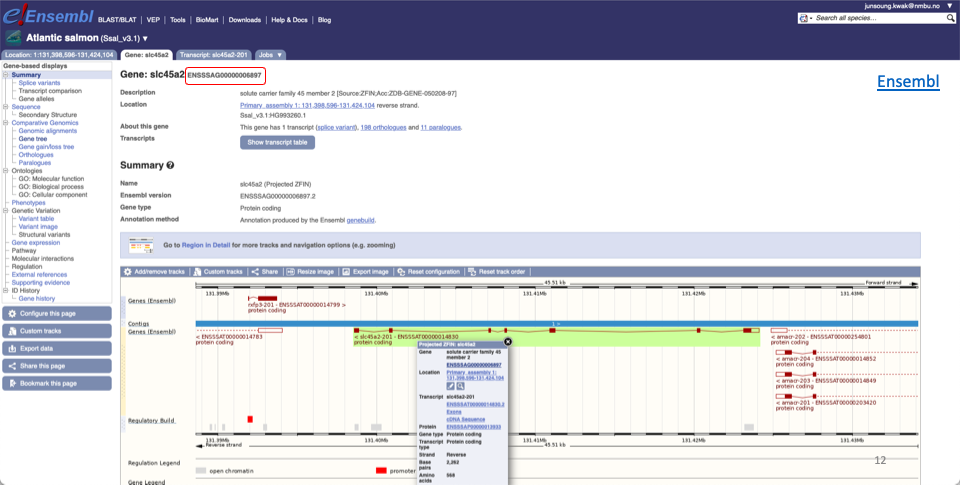 junsoung.kwak@nmbu.no ▼
e!Ensembl BLAST/BLAT | VEP | Tools | BioMart | Downloads | Help & Docs | Blog
Search all species...
Atlantic salmon (Ssal_v3.1) ▼
Location: 1:131,398,596-131,424,104
Gene: slc45a2
Transcript: slc45a2-201
Jobs ▼
Gene-based displays
Summary
Splice variants
Transcript comparison
Gene alleles
Sequence
Secondary Structure
Comparative Genomics
Genomic alignments
Gene tree
Gene gain/loss tree
Orthologues
Paralogues
Ontologies
GO: Molecular function
GO: Biological process
GO: Cellular component
Phenotypes
Genetic Variation
Variant table
Variant image
Structural variants
Gene expression
Pathway
Molecular interactions
Regulation
External references
Supporting evidence
ID History
Gene history
Configure this page
Custom tracks
Export data
Share this page
Bookmark this page
Gene: slc45a2 ENSSSAG00000006897
Ensembl
Description solute carrier family 45 member 2 [Source:ZFIN;Acc:ZDB-GENE-050208-97]
Location Primary_assembly 1: 131,398,596-131,424,104 reverse strand.
Ssal_v3.1:HG993260.1
About this gene This gene has 1 transcript (splice variant), 198 orthologues and 11 paralogues.
Transcripts Show transcript table
Summary
Name slc45a2 (Projected ZFIN)
Ensembl version ENSSSAG00000006897.2
Gene type Protein coding
Annotation method Annotation produced by the Ensembl genebuild.
Go to Region in Detail for more tracks and navigation options (e.g. zooming)
Add/remove tracks Custom tracks Share Resize image Export image Reset configuration Reset track order
45.51 kb Forward strand
131.39Mb 131.40Mb 131.41Mb 131.42Mb 131.43Mb
Genes (Ensembl)
rxfp3-201 - ENSSSAT00000014799 >
protein coding
Contigs
Genes (Ensembl)
< ENSSSAT00000014783
protein coding
< slc45a2-201 - ENSSSAT00000014830
protein coding
< amacr-202 - ENSSSAT00000254801
protein coding
< amacr-204 - ENSSSAT00000014852
protein coding
< amacr-203 - ENSSSAT00000014849
protein coding
< amacr-201 - ENSSSAT00000203420
protein coding
Projected ZFIN: slc45a2
Gene solute carrier family 45 member 2
ENSSSAG00000006897
Location Primary_assembly 1: 131,398,596-131,424,104
Transcript slc45a2-201
ENSSSAT00000014830.2
Exons
cDNA Sequence
Protein ENSSSAP00000013933
Gene type Protein coding
Transcript type Protein coding
Strand Reverse
Base pairs 2,262
Amino acids 568
Regulatory Build
131.39Mb 131.40Mb 131.41Mb 131.42Mb 131.43Mb
Reverse strand 45.51 kb
Regulation Legend
open chromatin
promoter
Gene Legend
12